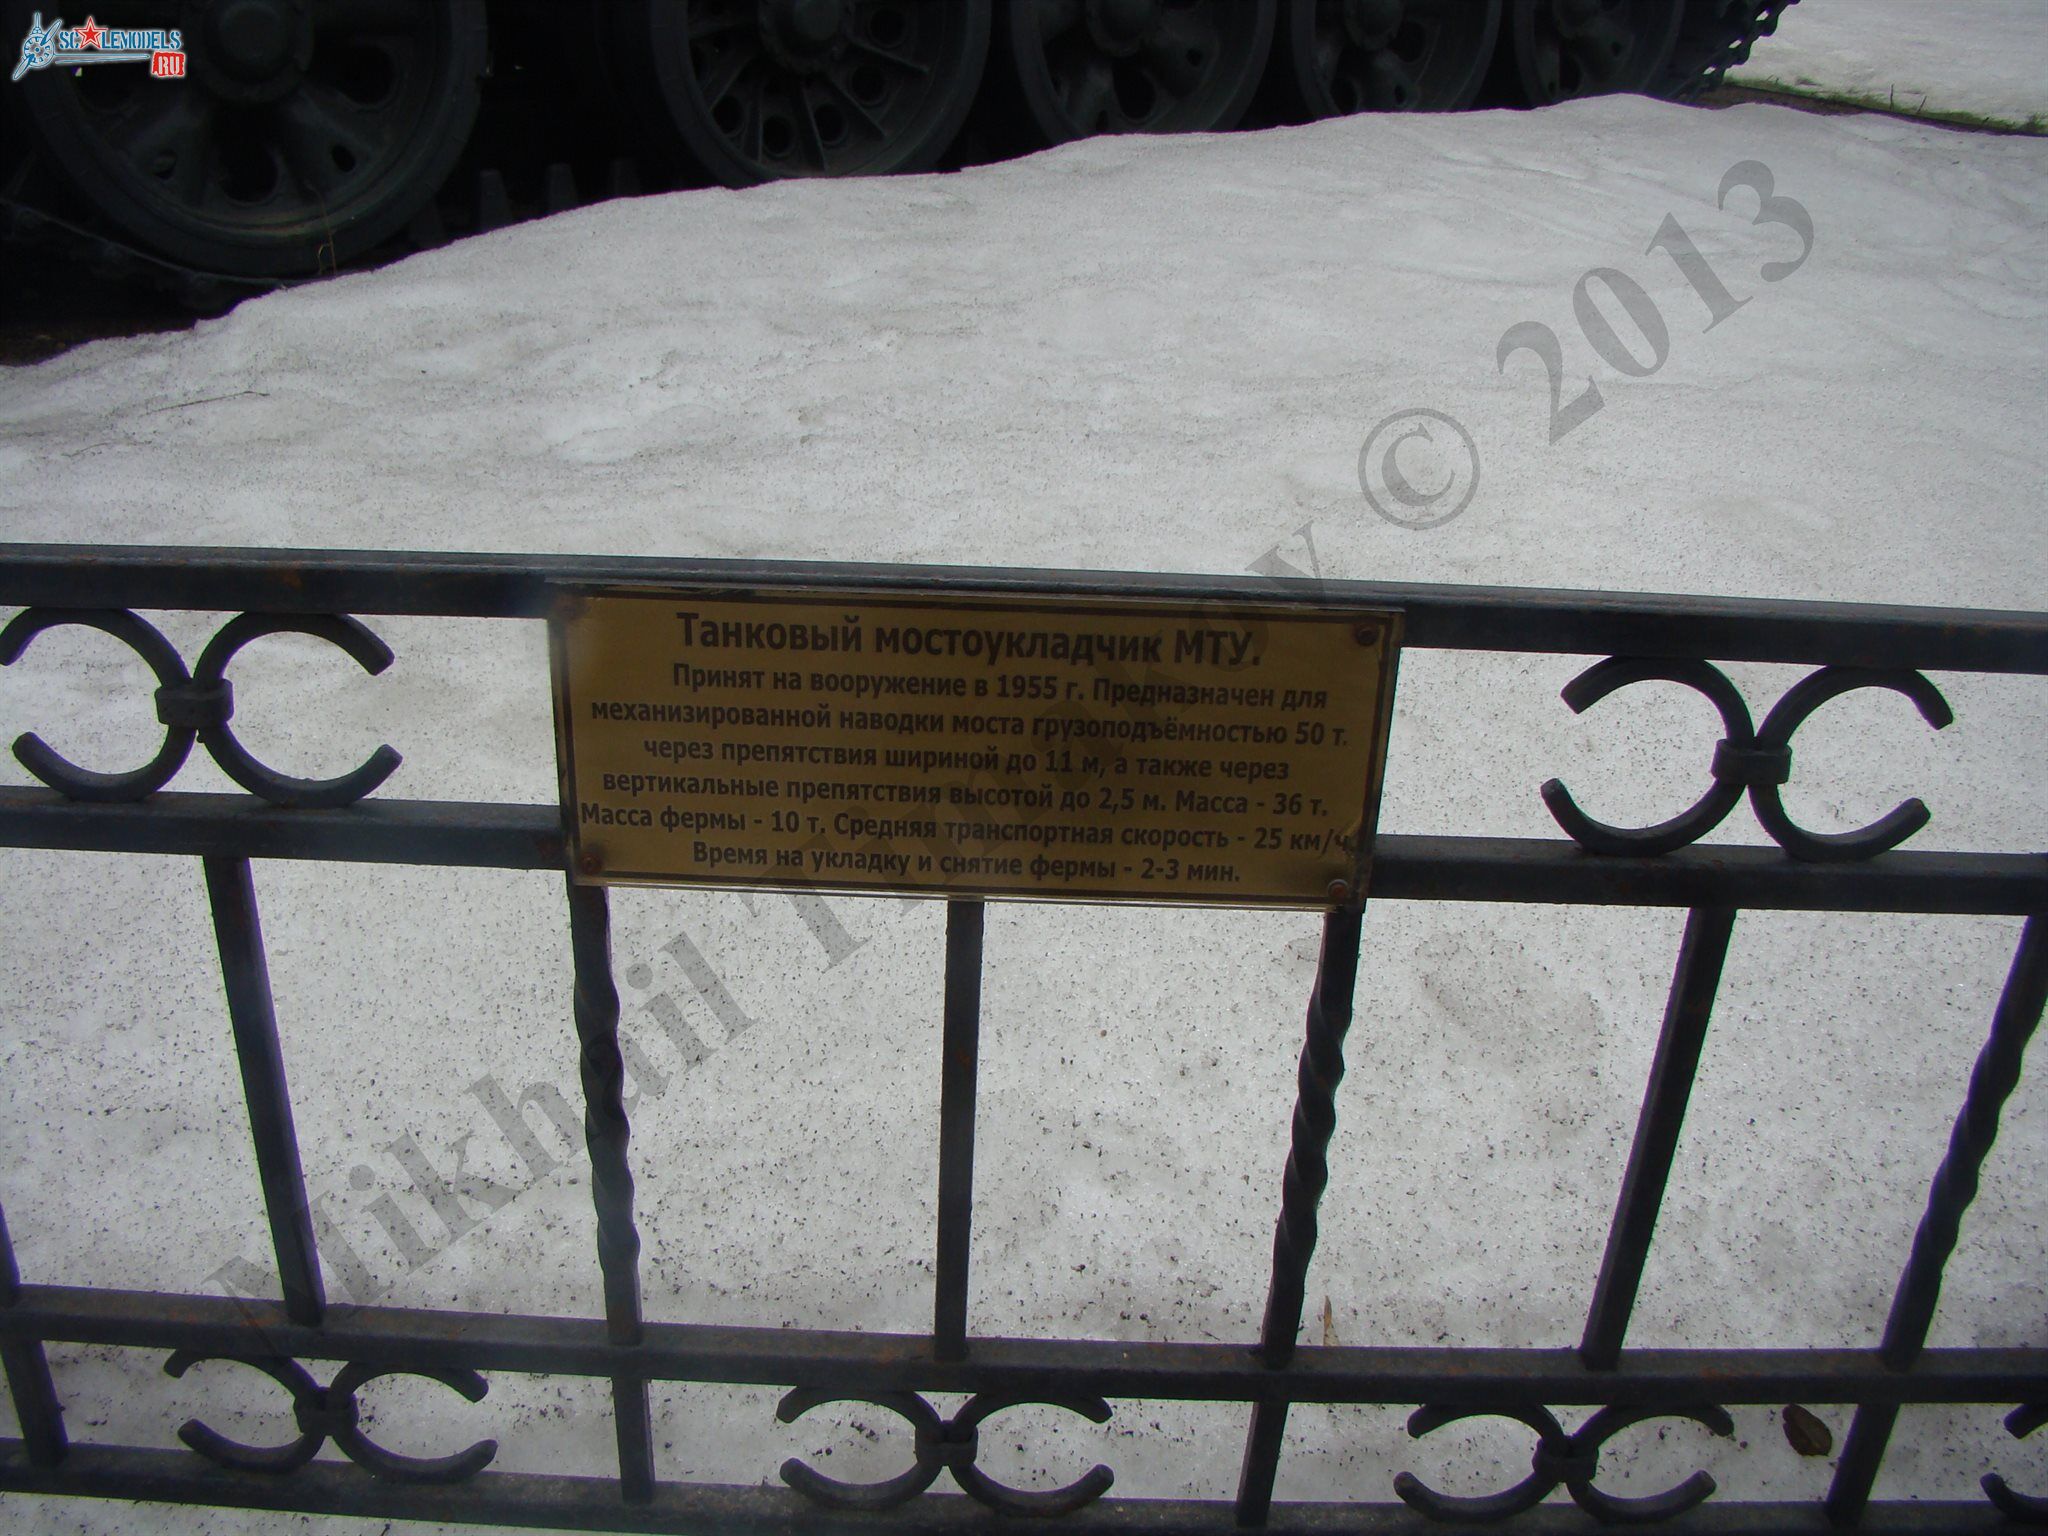 SCALEMODELS
.RU
Танковый мостоукладчик МТУ.
Принят на вооружение в 1955 г. Предназначен для
механизированной наводки моста грузоподъёмностью 50 т.
через препятствия шириной до 11 м, а также через
вертикальные препятствия высотой до 2,5 м. Масса - 36 т.
Масса фермы - 10 т. Средняя транспортная скорость - 25 км/ч.
Время на укладку и снятие фермы - 2-3 мин.
Mikhail © 2013